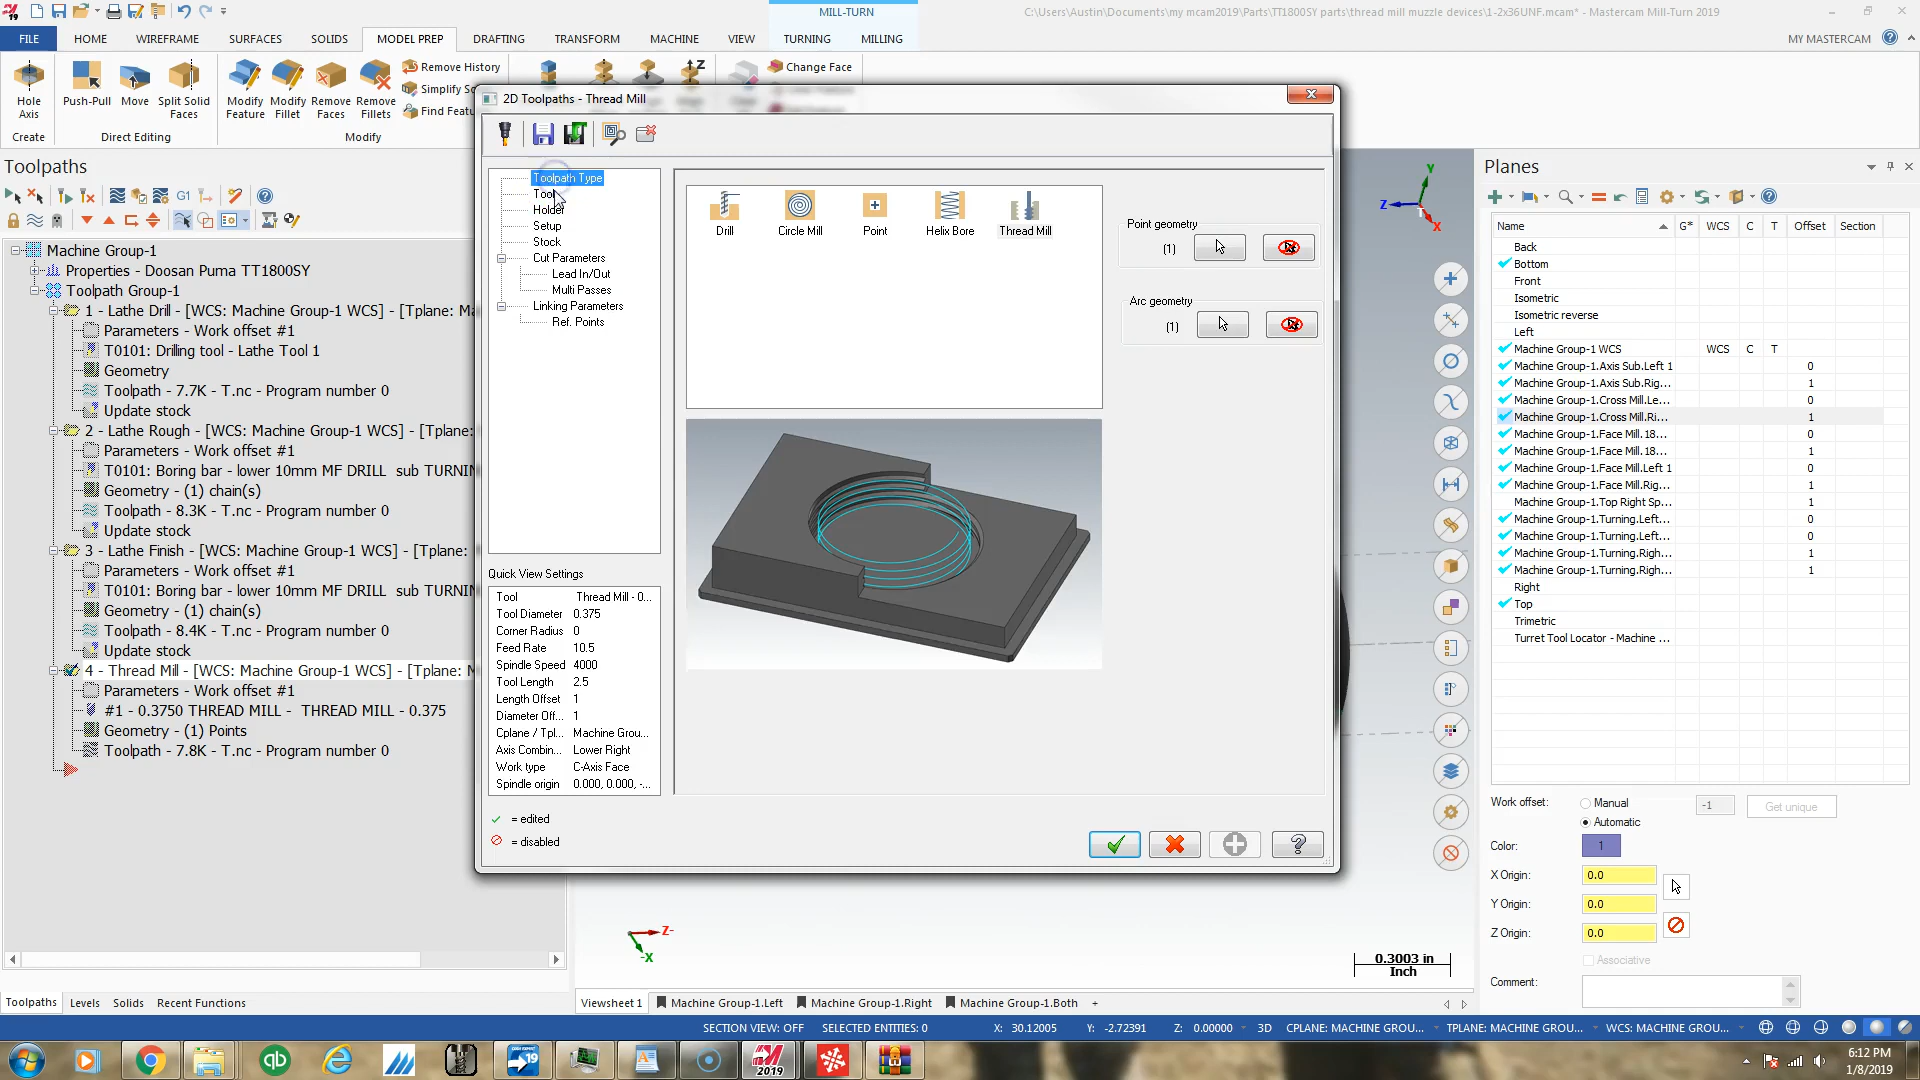 MILL-TURN
C:\Users\Austin\Documents\my mcam2019\Parts\TT1800SY parts\thread mill muzzle devices\1-2x36UNF.mcam* - Mastercam Mill-Turn 2019
FILE HOME WIREFRAME SURFACES SOLIDS MODEL PREP DRAFTING TRANSFORM MACHINE VIEW TURNING MILLING MY MASTERCAM
Hole Axis
Push-Pull
Move
Split Solid Faces
Modify Feature
Modify Fillet
Remove Faces
Remove Fillets
Remove History
Simplify So
Find Featu
Change Face
Create
Direct Editing
Modify
Toolpaths
G1
Machine Group-1
Properties - Doosan Puma TT1800SY
Toolpath Group-1
1 - Lathe Drill - [WCS: Machine Group-1 WCS] - [Tplane: Ma
Parameters - Work offset #1
T0101: Drilling tool - Lathe Tool 1
Geometry
Toolpath - 7.7K - T.nc - Program number 0
Update stock
2 - Lathe Rough - [WCS: Machine Group-1 WCS] - [Tplane:
Parameters - Work offset #1
T0101: Boring bar - lower 10mm MF DRILL sub TURNIN
Geometry - (1) chain(s)
Toolpath - 8.3K - T.nc - Program number 0
Update stock
3 - Lathe Finish - [WCS: Machine Group-1 WCS] - [Tplane:
Parameters - Work offset #1
T0101: Boring bar - lower 10mm MF DRILL sub TURNIN
Geometry - (1) chain(s)
Toolpath - 8.4K - T.nc - Program number 0
Update stock
4 - Thread Mill - [WCS: Machine Group-1 WCS] - [Tplane: M
Parameters - Work offset #1
#1 - 0.3750 THREAD MILL - THREAD MILL - 0.375
Geometry - (1) Points
Toolpath - 7.8K - T.nc - Program number 0
Toolpaths Levels Solids Recent Functions
2D Toolpaths - Thread Mill
Toolpath Type
Tool
Holder
Setup
Stock
Cut Parameters
Lead In/Out
Multi Passes
Linking Parameters
Ref. Points
Drill
Circle Mill
Point
Helix Bore
Thread Mill
Point geometry
(1)
Arc geometry
(1)
Quick View Settings
Tool Thread Mill - 0...
Tool Diameter 0.375
Corner Radius 0
Feed Rate 10.5
Spindle Speed 4000
Tool Length 2.5
Length Offset 1
Diameter Off... 1
Cplane / Tpl... Machine Grou...
Axis Combin... Lower Right
Work type C-Axis Face
Spindle origin 0.000, 0.000, -...
= edited
= disabled
Y
Z
X
T
Z-
-X
0.3003 in
Inch
Viewsheet 1 Machine Group-1.Left Machine Group-1.Right Machine Group-1.Both +
Planes
Name G* WCS C T Offset Section
Back
Bottom
Front
Isometric
Isometric reverse
Left
Machine Group-1 WCS WCS C T
Machine Group-1.Axis Sub.Left 1 0
Machine Group-1.Axis Sub.Rig... 1
Machine Group-1.Cross Mill.Le... 0
Machine Group-1.Cross Mill.Ri... 1
Machine Group-1.Face Mill. 18... 0
Machine Group-1.Face Mill. 18... 1
Machine Group-1.Face Mill.Left 1 0
Machine Group-1.Face Mill.Rig... 1
Machine Group-1.Top Right Sp... 1
Machine Group-1.Turning.Left... 0
Machine Group-1.Turning.Left... 0
Machine Group-1.Turning.Righ... 1
Machine Group-1.Turning.Righ... 1
Right
Top
Trimetric
Turret Tool Locator - Machine ...
Work offset: Manual -1 Get unique
Automatic
Color: 1
X Origin: 0.0
Y Origin: 0.0
Z Origin: 0.0
Associative
Comment:
SECTION VIEW: OFF SELECTED ENTITIES: 0 X: 30.12005 Y: -2.72391 Z: 0.00000 3D CPLANE: MACHINE GROU... TPLANE: MACHINE GROU... WCS: MACHINE GROU...
qb
19
2019
6:12 PM
1/8/2019